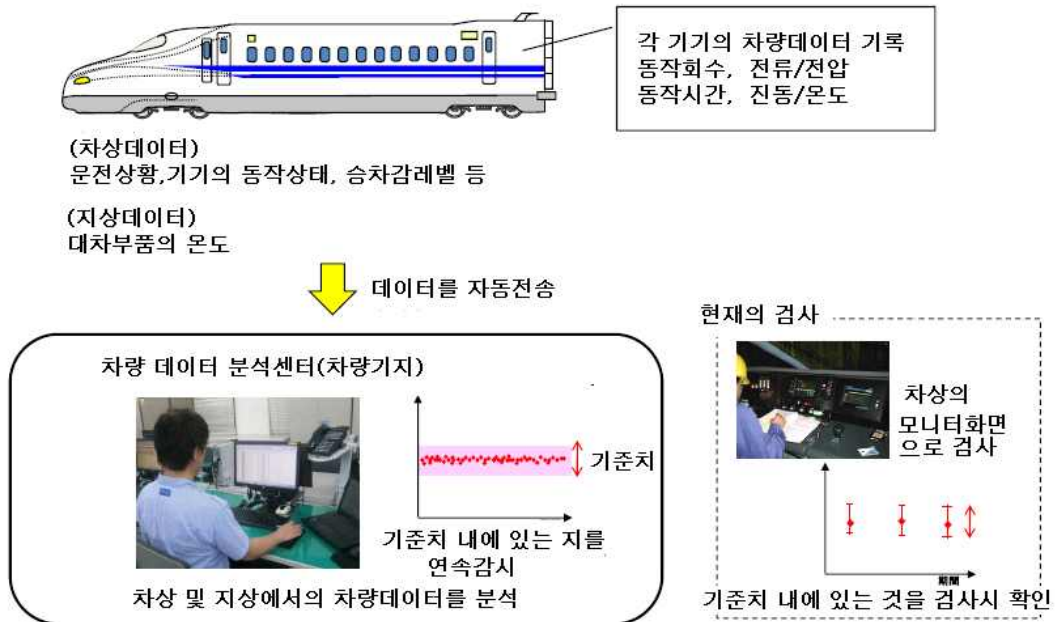 각 기기의 차량데이터 기록
동작회수, 전류/전압
동작시간, 진동/온도
(차상데이터)
운전상황,기기의 동작상태, 승차감레벨 등
(지상데이터)
대차부품의 온도
데이터를 자동전송
차량 데이터 분석센터(차량기지)
기준치
기준치 내에 있는 지를
연속감시
차상 및 지상에서의 차량데이터를 분석
현재의 검사
차상의
모니터화면
으로 검사
期間
기준치 내에 있는 것을 검사시 확인